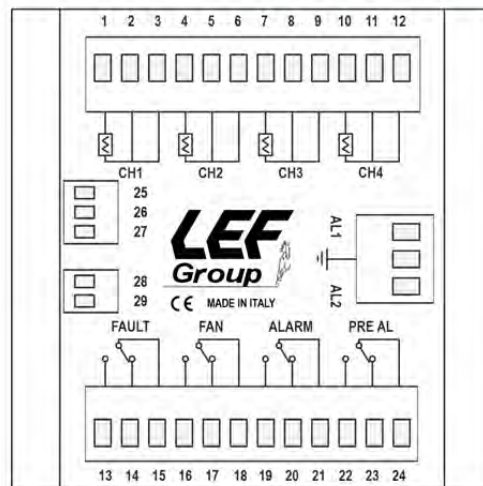 1 2 3 4 5 6 7 8 9 10 11 12
CH1 CH2 CH3 CH4
25
26
27
28
29
LEF
Group
CE MADE IN ITALY
AL1
AL2
FAULT FAN ALARM PRE AL
13 14 15 16 17 18 19 20 21 22 23 24